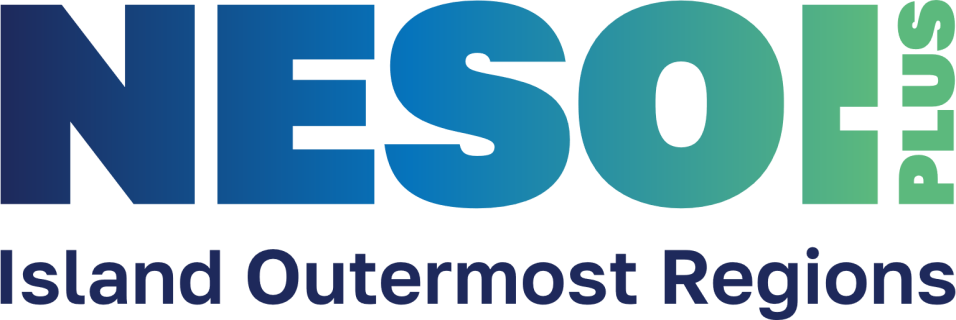 NESOI PLUS
Island Outermost Regions